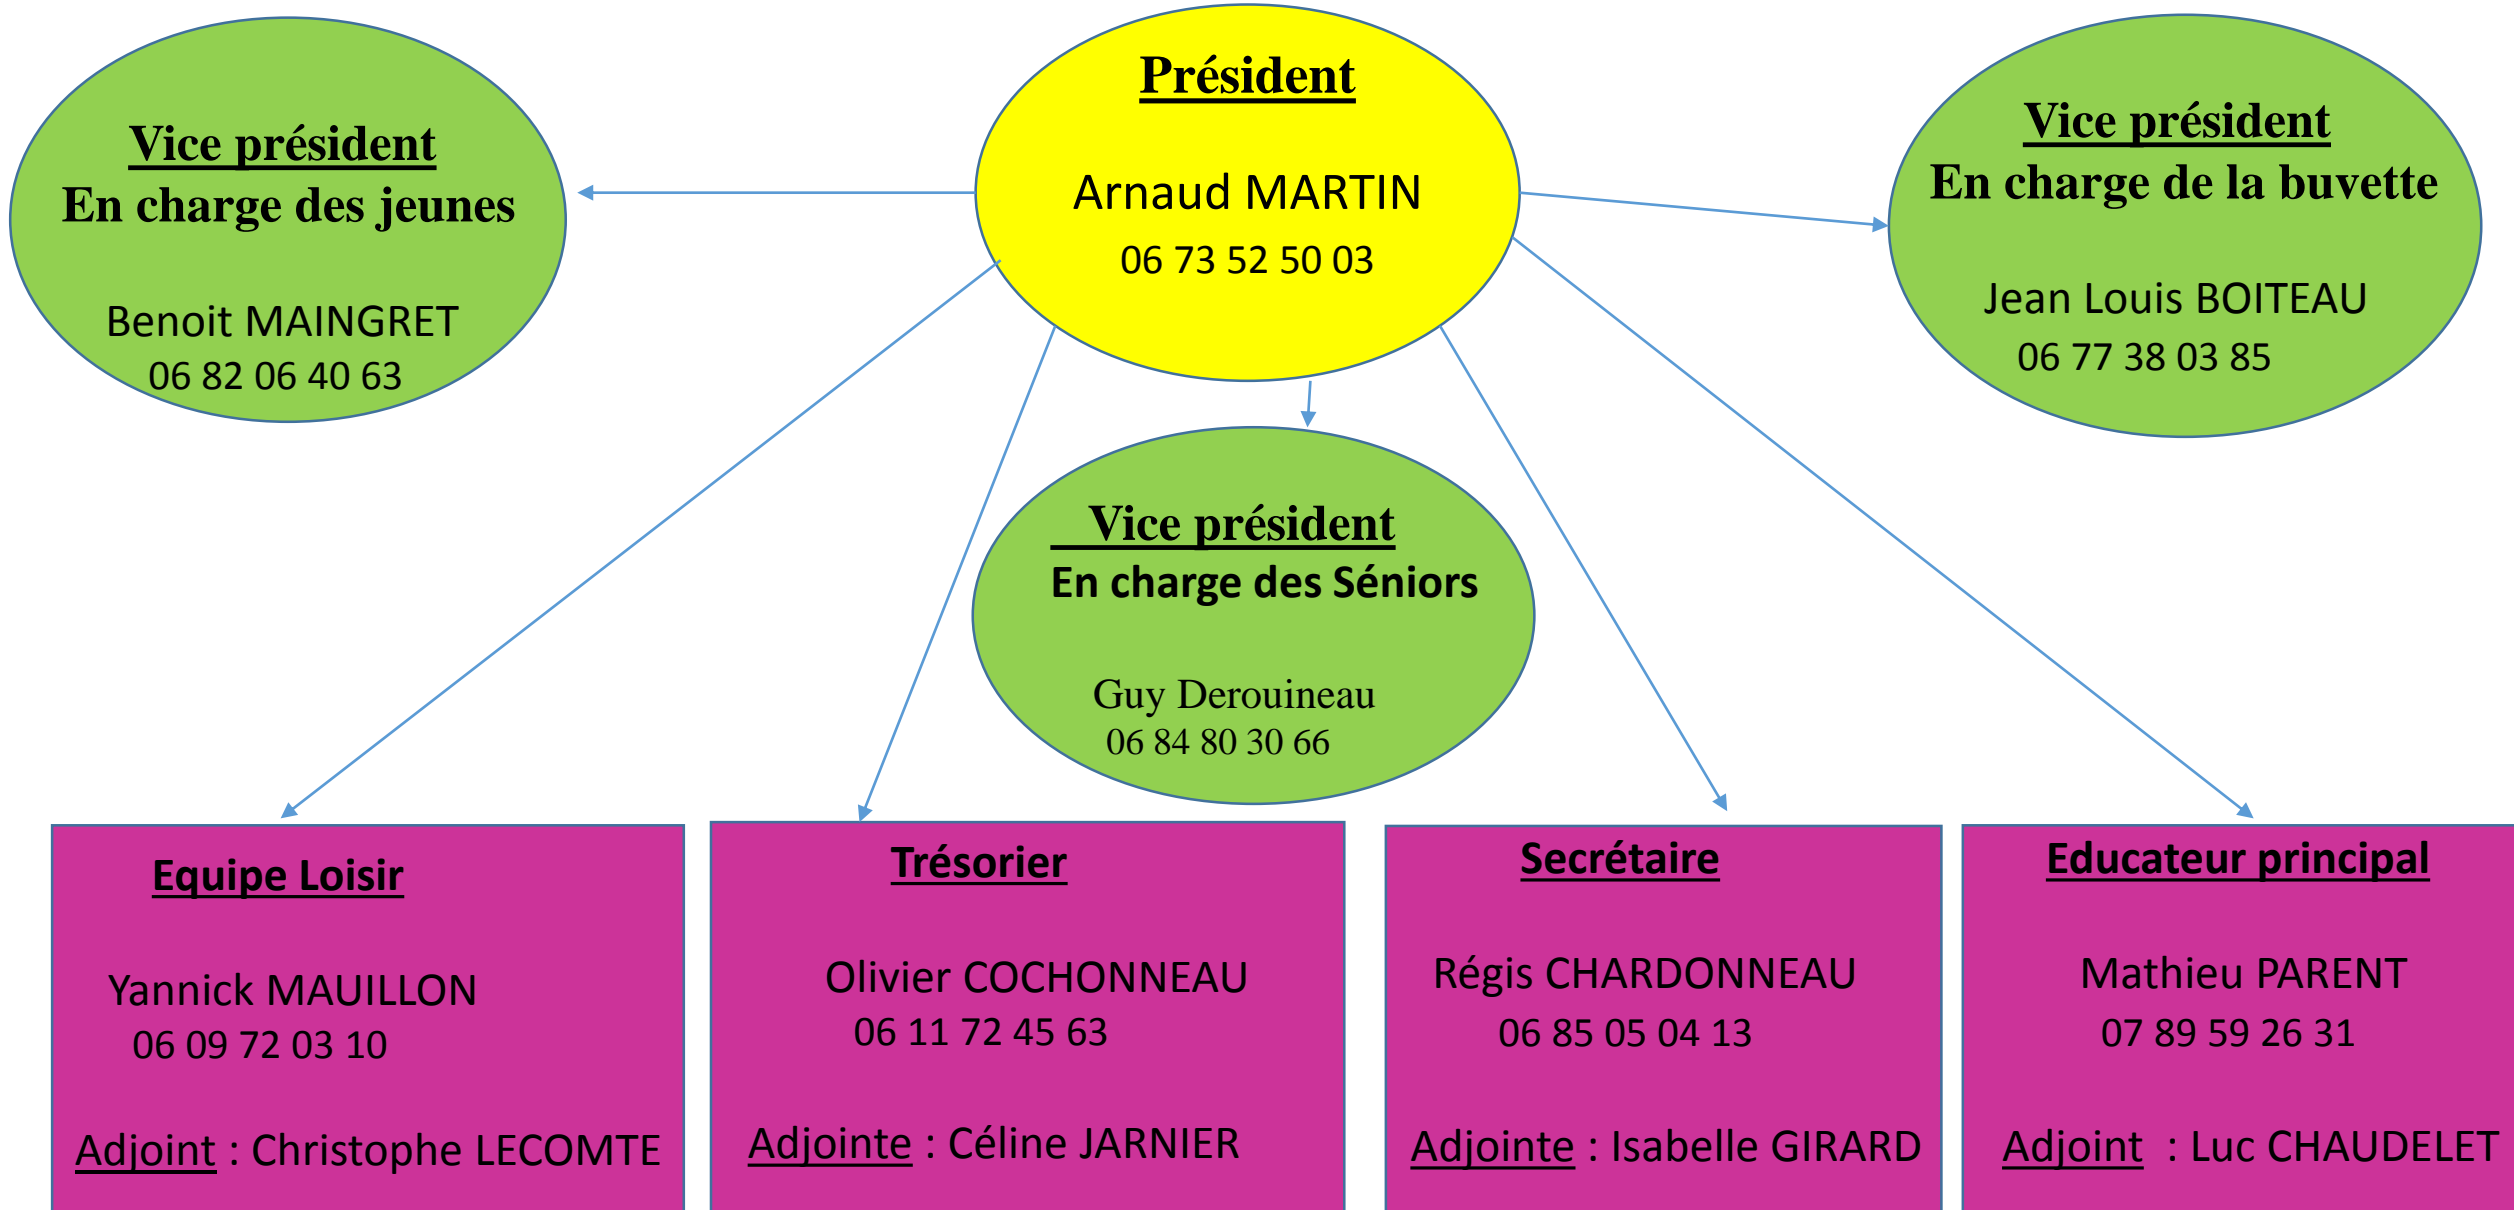 Vice président
En charge des jeunes
Benoit MAINGRET
06 82 06 40 63
Président
Arnaud MARTIN
06 73 52 50 03
Vice président
En charge de la buvette
Jean Louis BOITEAU
06 77 38 03 85
Vice président
En charge des Séniors
Guy Derouineau
06 84 80 30 66
Equipe Loisir
Yannick MAUILLON
06 09 72 03 10
Adjoint : Christophe LECOMTE
Trésorier
Olivier COCHONNEAU
06 11 72 45 63
Adjointe : Céline JARNIER
Secrétaire
Régis CHARDONNEAU
06 85 05 04 13
Adjointe : Isabelle GIRARD
Educateur principal
Mathieu PARENT
07 89 59 26 31
Adjoint : Luc CHAUDELET